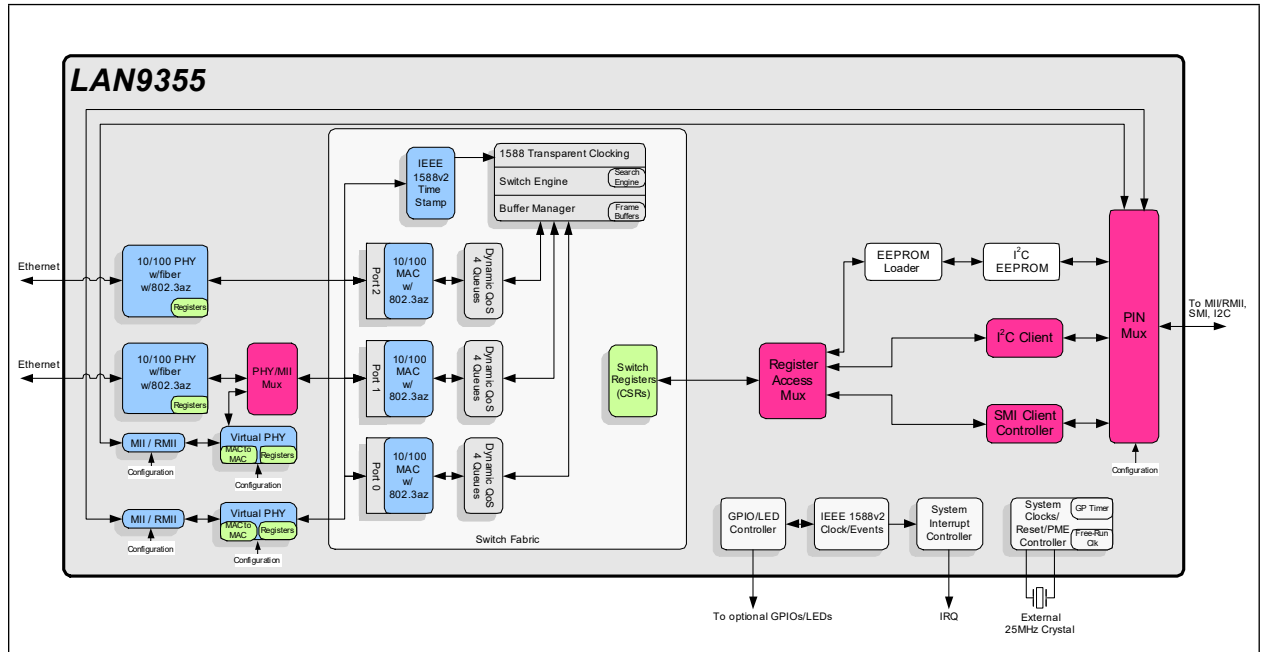 LAN9355
IEEE
1588v2
Time
Stamp
1588 Transparent Clocking
Switch Engine
Search
Engine
Buffer Manager
Frame
Buffers
Ethernet
10/100 PHY
w/fiber
w/802.3az
Registers
Port 2
10/100
MAC
w/
802.3az
Dynamic QoS
4 Queues
Ethernet
10/100 PHY
w/fiber
w/802.3az
Registers
PHY/MII
Mux
Port 1
10/100
MAC
w/
802.3az
Dynamic QoS
4 Queues
MII / RMII
Configuration
Virtual PHY
MAC to
MAC
Registers
Configuration
Port 0
10/100
MAC
w/
802.3az
Dynamic QoS
4 Queues
MII / RMII
Configuration
Virtual PHY
MAC to
MAC
Registers
Configuration
Switch Fabric
Switch
Registers
(CSRs)
Register
Access
Mux
EEPROM
Loader
I²C
EEPROM
I²C Client
SMI Client
Controller
PIN
Mux
Configuration
To MII/RMII,
SMI, I2C
GPIO/LED
Controller
IEEE 1588v2
Clock/Events
System
Interrupt
Controller
System
Clocks/
Reset/PME
Controller
GP Timer
Free-Run
Clk
To optional GPIOs/LEDs
IRQ
External
25MHz Crystal